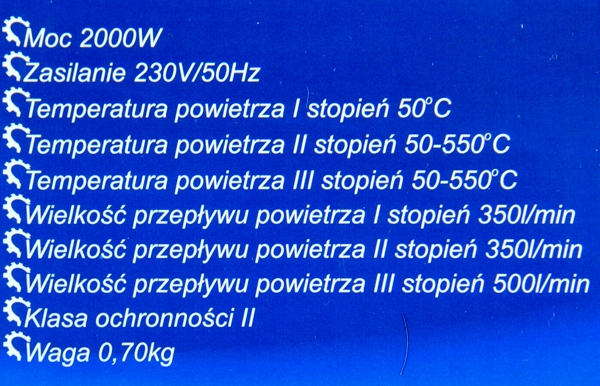 Moc 2000W
Zasilanie 230V/50Hz
Temperatura powietrza I stopień 50°C
Temperatura powietrza II stopień 50-550°C
Temperatura powietrza III stopień 50-550°C
Wielkość przepływu powietrza I stopień 350l/min
Wielkość przepływu powietrza II stopień 350l/min
Wielkość przepływu powietrza III stopień 500l/min
Klasa ochronności II
Waga 0,70kg